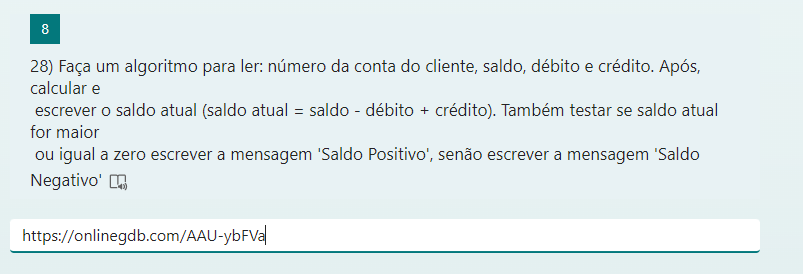 8
28) Faça um algoritmo para ler: número da conta do cliente, saldo, débito e crédito. Após,
calcular e
escrever o saldo atual (saldo atual = saldo - débito + crédito). Também testar se saldo atual
for maior
ou igual a zero escrever a mensagem 'Saldo Positivo', senão escrever a mensagem 'Saldo
Negativo'
https://onlinegdb.com/AAU-ybFVa